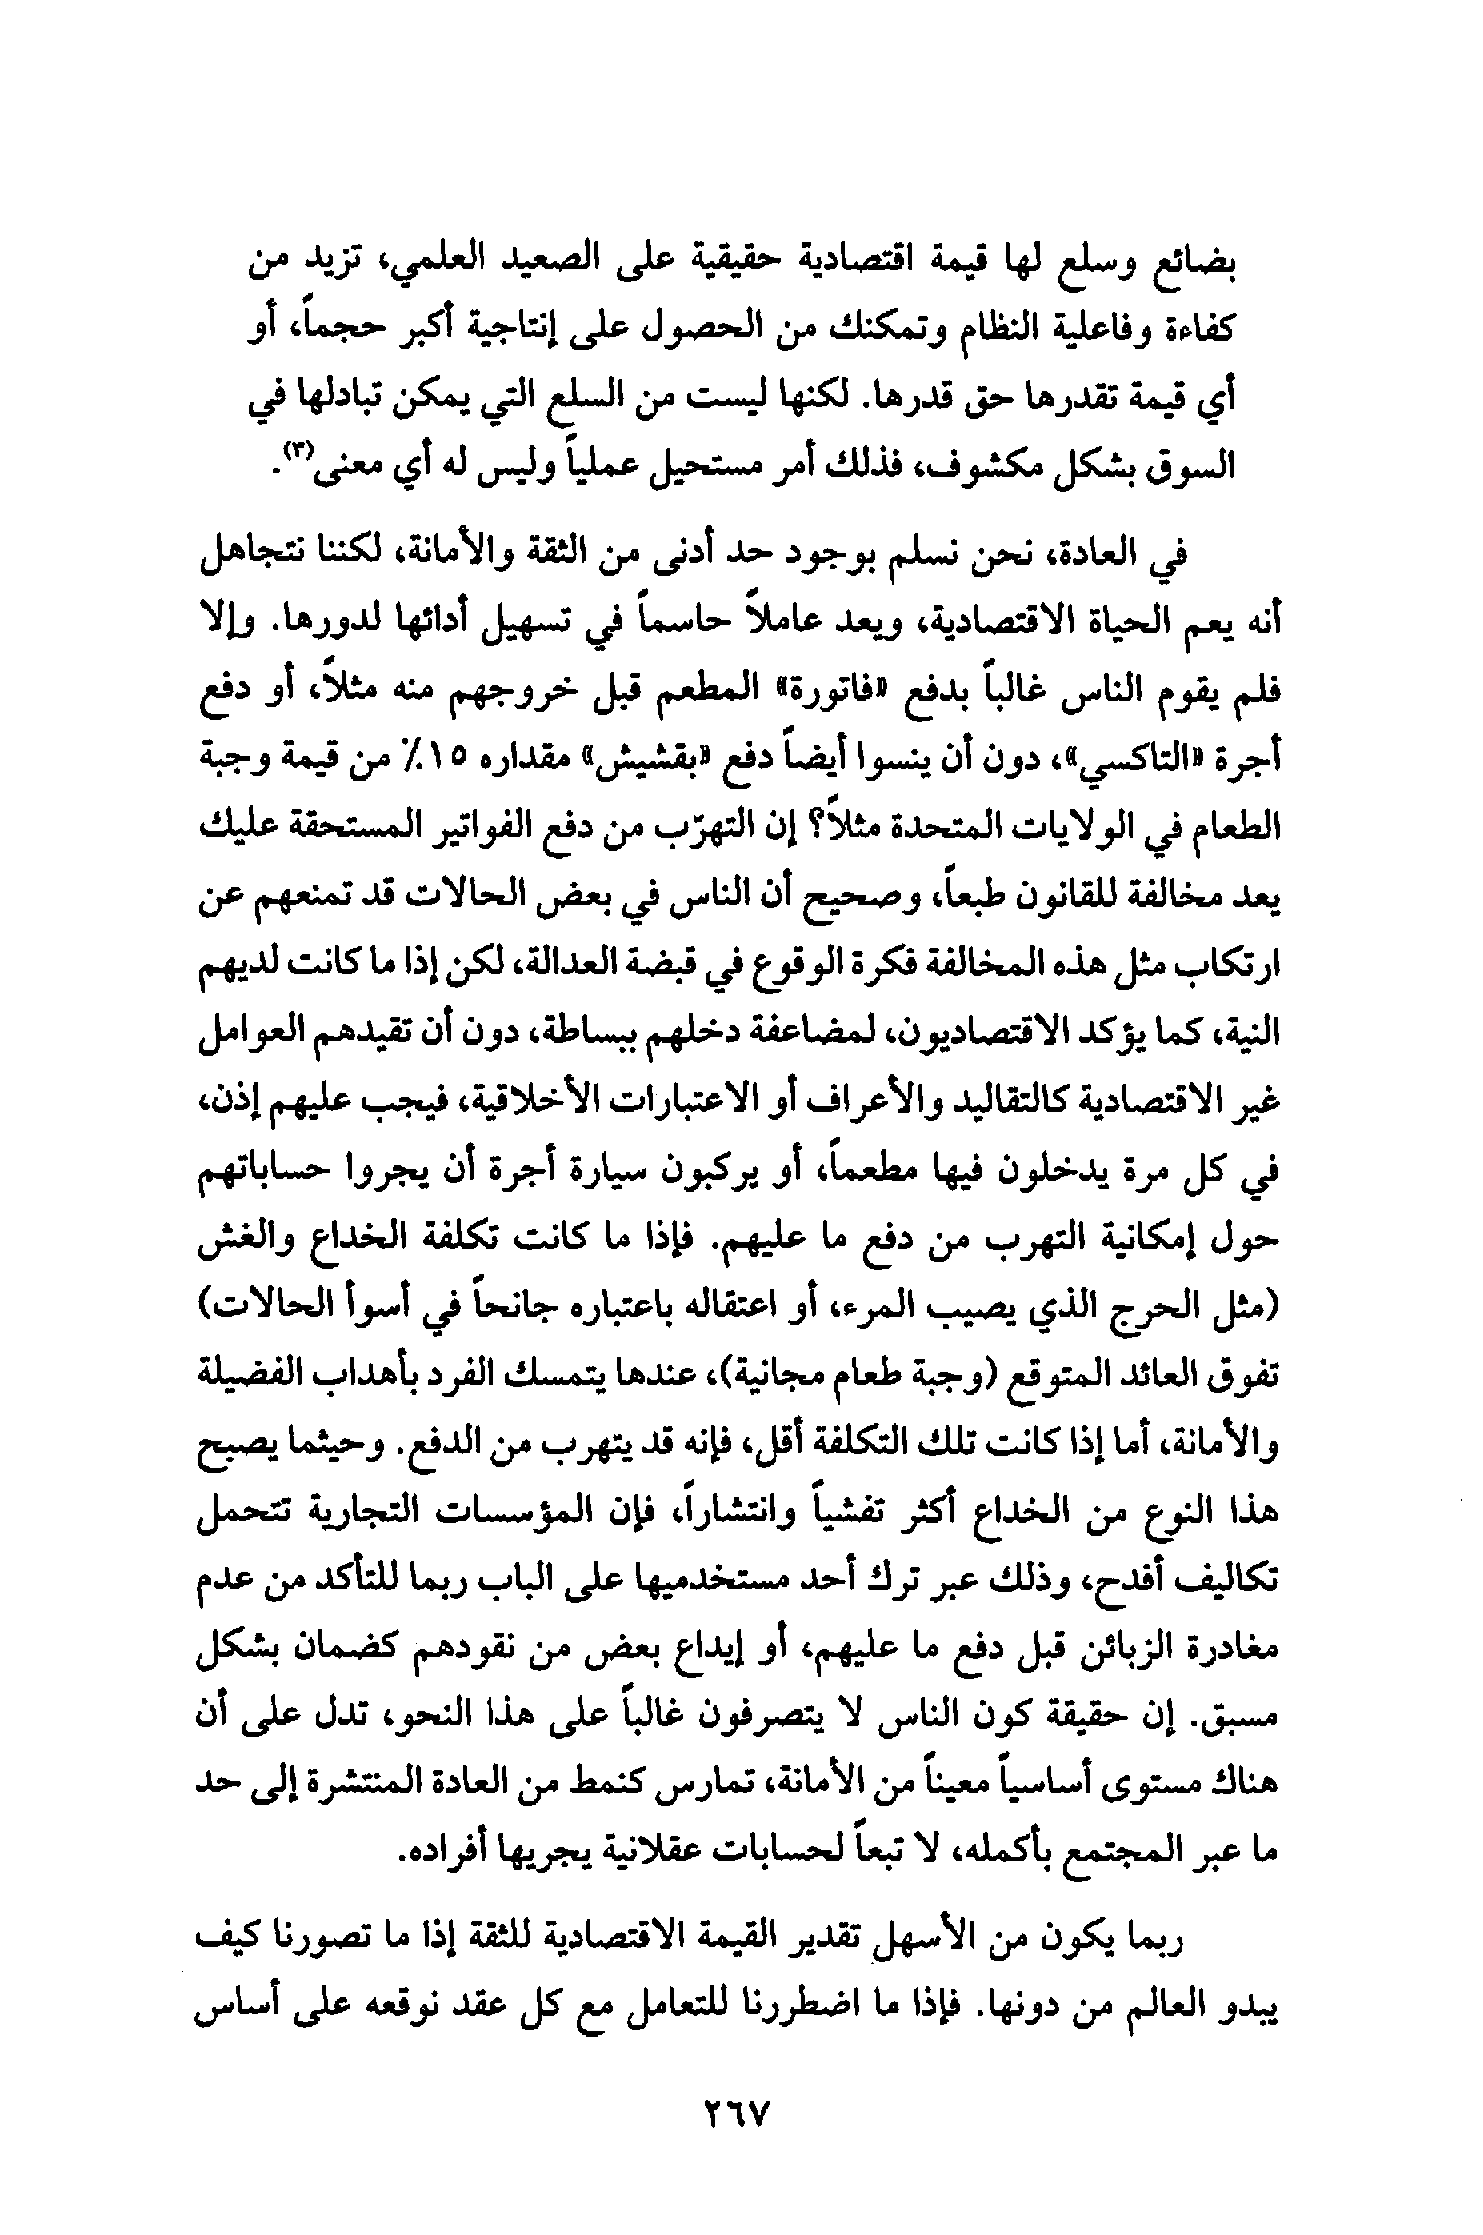 بضائع وسلع لها قيمة اقتصادية حقيقية على الصعيد العلمي، تزيد من
كفاءة وفاعلية النظام وتمكنك من الحصول على إنتاجية أكبر حجماً، أو
أي قيمة تقدرها حق قدرها. لكنها ليست من السلع التي يمكن تبادلها في
السوق بشكل مكشوف، فذلك أمر مستحيل عملياً وليس له أي معنى(٣).
في العادة، نحن نسلم بوجود حد أدنى من الثقة والأمانة، لكننا نتجاهل
أنه يعم الحياة الاقتصادية، ويعد عاملاً حاسماً في تسهيل أدائها لدورها. وإلا
فلم يقوم الناس غالباً بدفع «فاتورة» المطعم قبل خروجهم منه مثلاً، أو دفع
أجرة «التاكسي»، دون أن ينسوا أيضاً دفع «بقشيش» مقداره ١٥٪ من قيمة وجبة
الطعام في الولايات المتحدة مثلاً؟ إن التهرّب من دفع الفواتير المستحقة عليك
يعد مخالفة للقانون طبعاً، وصحيح أن الناس في بعض الحالات قد تمنعهم عن
ارتكاب مثل هذه المخالفة فكرة الوقوع في قبضة العدالة، لكن إذا ما كانت لديهم
النية، كما يؤكد الاقتصاديون، لمضاعفة دخلهم ببساطة، دون أن تقيدهم العوامل
غير الاقتصادية كالتقاليد والأعراف أو الاعتبارات الأخلاقية، فيجب عليهم إذن،
في كل مرة يدخلون فيها مطعماً، أو يركبون سيارة أجرة أن يجروا حساباتهم
حول إمكانية التهرب من دفع ما عليهم. فإذا ما كانت تكلفة الخداع والغش
(مثل الحرج الذي يصيب المرء، أو اعتقاله باعتباره جانحاً في أسوأ الحالات)
تفوق العائد المتوقع (وجبة طعام مجانية)، عندها يتمسك الفرد بأهداب الفضيلة
والأمانة، أما إذا كانت تلك التكلفة أقل، فإنه قد يتهرب من الدفع. وحيثما يصبح
هذا النوع من الخداع أكثر تفشياً وانتشاراً، فإن المؤسسات التجارية تتحمل
تكاليف أفدح، وذلك عبر ترك أحد مستخدميها على الباب ربما للتأكد من عدم
مغادرة الزبائن قبل دفع ما عليهم، أو إيداع بعض من نقودهم كضمان بشكل
مسبق. إن حقيقة كون الناس لا يتصرفون غالباً على هذا النحو، تدل على أن
هناك مستوى أساسياً معيناً من الأمانة، تمارس كنمط من العادة المنتشرة إلى حد
ما عبر المجتمع بأكمله، لا تبعاً لحسابات عقلانية يجريها أفراده.
ربما يكون من الأسهل تقدير القيمة الاقتصادية للثقة إذا ما تصورنا كيف
يبدو العالم من دونها. فإذا ما اضطررنا للتعامل مع كل عقد نوقعه على أساس
٢٦٧